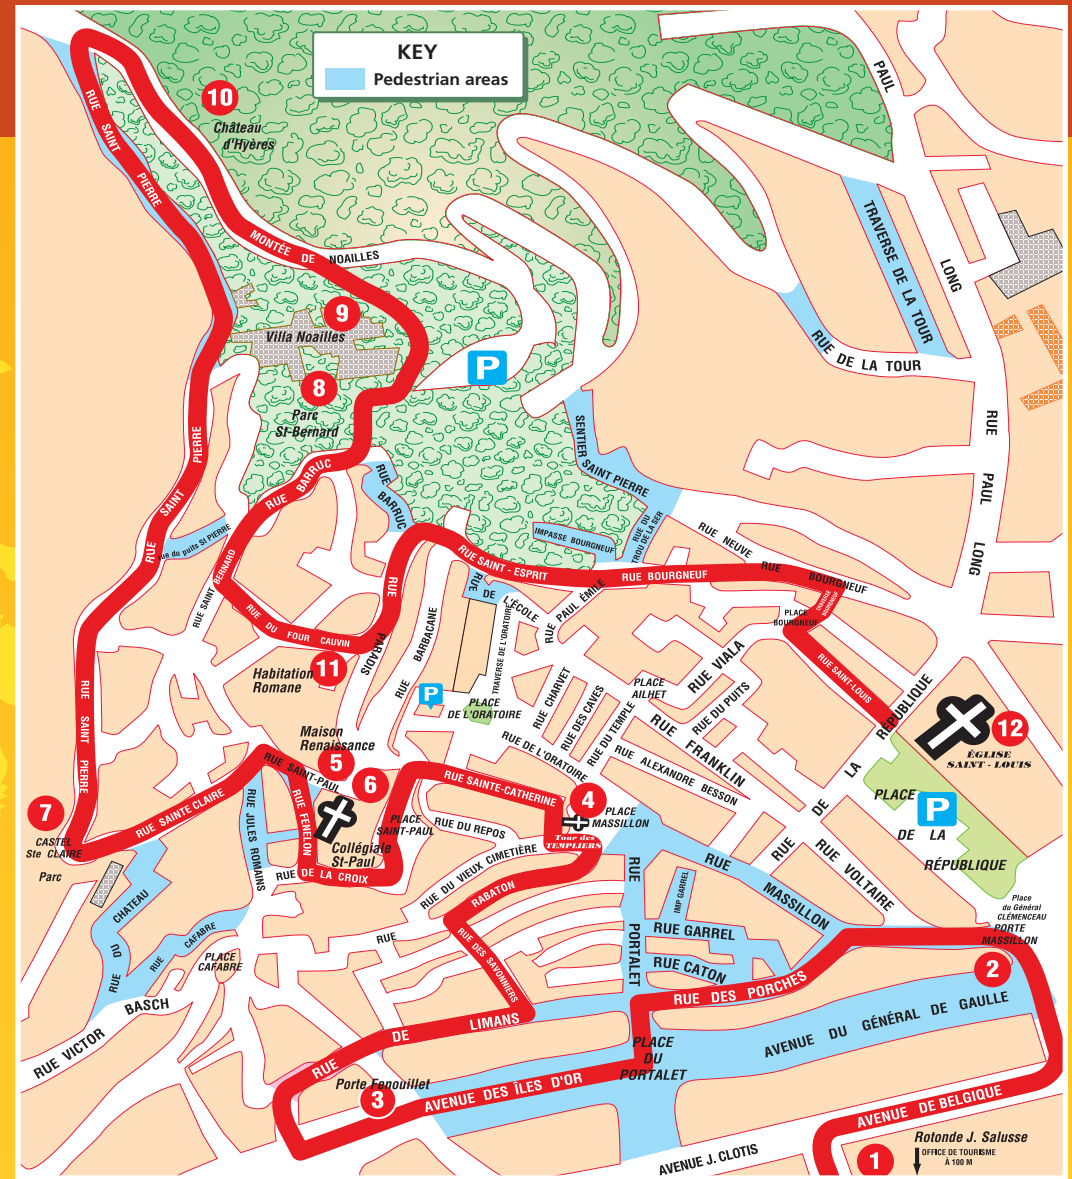 KEY
Pedestrian areas
PAUL
LONG
RUE
PAUL
LONG
TRAVERSE DE LA TOUR
RUE DE LA TOUR
10
Château
d'Hyères
RUE SAINT PIERRE
MONTÉE DE NOAILLES
9
Villa Noailles
8
Parc
St-Bernard
P
SENTIER SAINT PIERRE
RUE SAINT PIERRE
RUE BARRUC
RUE BARRUC
rue du puits St PIERRE
RUE SAINT BERNARD
RUE DU FOUR CAUVIN
RUE PARADIS
11
Habitation
Romane
RUE SAINT - ESPRIT
IMPASSE BOURGNEUF
RUE DU
TROU DE LA SER
RUE NEUVE
RUE BOURGNEUF
RUE BOURGNEUF
TRAVERSE
BOURGNEUF
PLACE
BOURGNEUF
RUE SAINT-LOUIS
RUE DE L'ÉCOLE
RUE PAUL ÉMILE
TRAVERSE DE L'ORATOIRE
RUE BARBACANE
P
PLACE
DE L'ORATOIRE
RUE CHARVET
RUE DES CAVES
RUE DU TEMPLE
PLACE
AILHET
RUE VIALA
RUE DU PUITS
RUE FRANKLIN
RUE DE L'ORATOIRE
RUE ALEXANDRE BESSON
RUE DE LA RÉPUBLIQUE
12
ÉGLISE
SAINT - LOUIS
PLACE
P
DE LA
RÉPUBLIQUE
RUE VOLTAIRE
Place
du Général
CLÉMENCEAU
PORTE
MASSILLON
2
RUE SAINT PIERRE
7
CASTEL
Ste CLAIRE
Parc
RUE SAINTE CLAIRE
Maison
Renaissance
5
6
RUE SAINT-PAUL
RUE FENELON
RUE JULES ROMAINS
Collégiale
St-Paul
PLACE
SAINT-PAUL
RUE DE LA CROIX
RUE SAINTE-CATHERINE
4
PLACE
MASSILLON
Tour des
TEMPLIERS
RUE DU REPOS
RUE DU VIEUX CIMETIÈRE
RUE RABATON
RUE DES SAVONNIERS
RUE DU CHATEAU
RUE CAFABRE
PLACE
CAFABRE
RUE VICTOR BASCH
RUE MASSILLON
RUE PORTALET
IMP GARREL
RUE GARREL
RUE CATON
RUE DES PORCHES
RUE DE LIMANS
PLACE
DU
PORTALET
AVENUE DU GÉNÉRAL DE GAULLE
Porte Fenouillet
3
AVENUE DES ÎLES D'OR
AVENUE DE BELGIQUE
AVENUE J. CLOTIS
1
Rotonde J. Salusse
OFFICE DE TOURISME
À 100 M